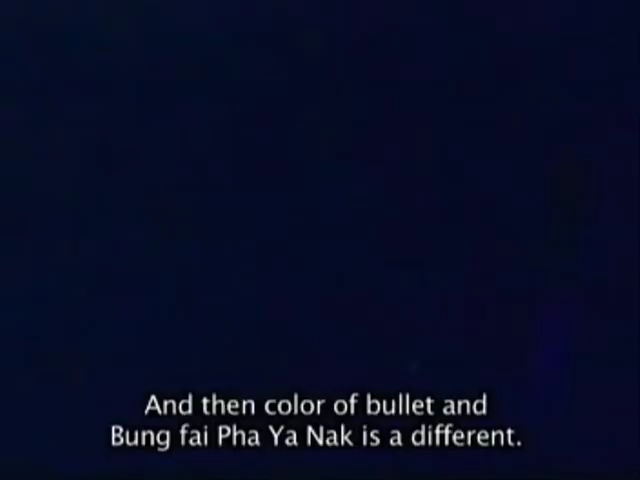 And then color of bullet and
Bung fai Pha Ya Nak is a different.